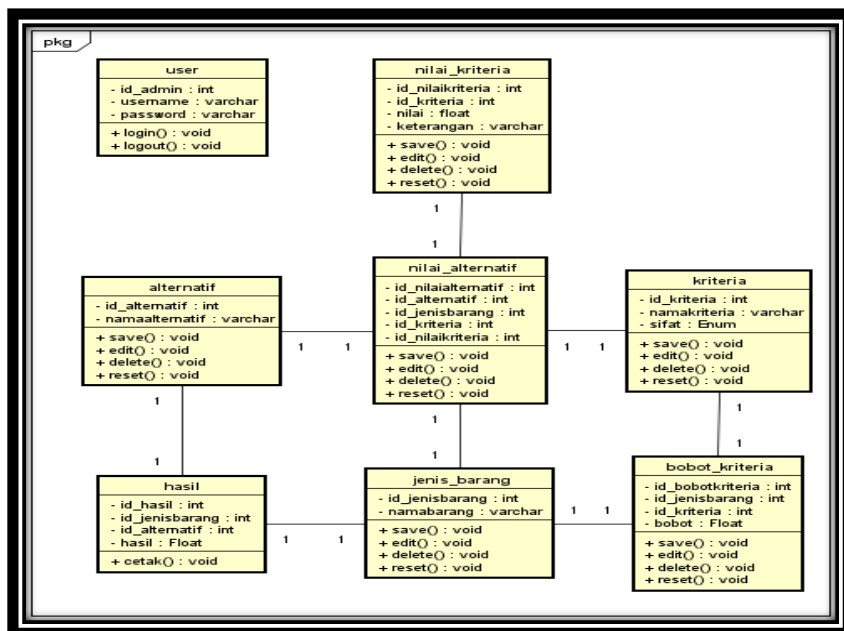 pkg
user
- id_admin : int
- username : varchar
- password : varchar
+ login() : void
+ logout() : void
nilai_kriteria
- id_nilaikriteria : int
- id_kriteria : int
- nilai : float
- keterangan : varchar
+ save() : void
+ edit() : void
+ delete() : void
+ reset() : void
1
1
alternatif
- id_alternatif : int
- namaalternatif : varchar
+ save() : void
+ edit() : void
+ delete() : void
+ reset() : void
1
1
nilai_alternatif
- id_nilaialternatif : int
- id_alternatif : int
- id_jenisbarang : int
- id_kriteria : int
- id_nilaikriteria : int
+ save() : void
+ edit() : void
+ delete() : void
+ reset() : void
1
1
kriteria
- id_kriteria : int
- namakriteria : varchar
- sifat : Enum
+ save() : void
+ edit() : void
+ delete() : void
+ reset() : void
1
1
1
1
1
1
hasil
- id_hasil : int
- id_jenisbarang : int
- id_alternatif : int
- hasil : Float
+ cetak() : void
1
1
jenis_barang
- id_jenisbarang : int
- namabarang : varchar
+ save() : void
+ edit() : void
+ delete() : void
+ reset() : void
1
1
bobot_kriteria
- id_bobotkriteria : int
- id_jenisbarang : int
- id_kriteria : int
- bobot : Float
+ save() : void
+ edit() : void
+ delete() : void
+ reset() : void